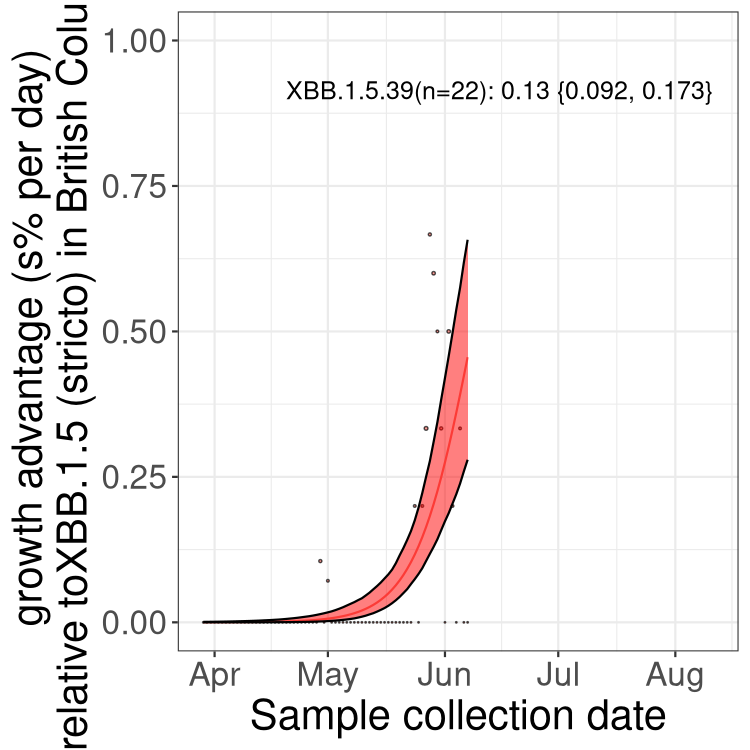 growth advantage (s% per day)
relative toXBB.1.5 (stricto) in British Colu
1.00
0.75
0.50
0.25
0.00
XBB.1.5.39(n=22): 0.13 {0.092, 0.173}
Apr May Jun Jul Aug
Sample collection date